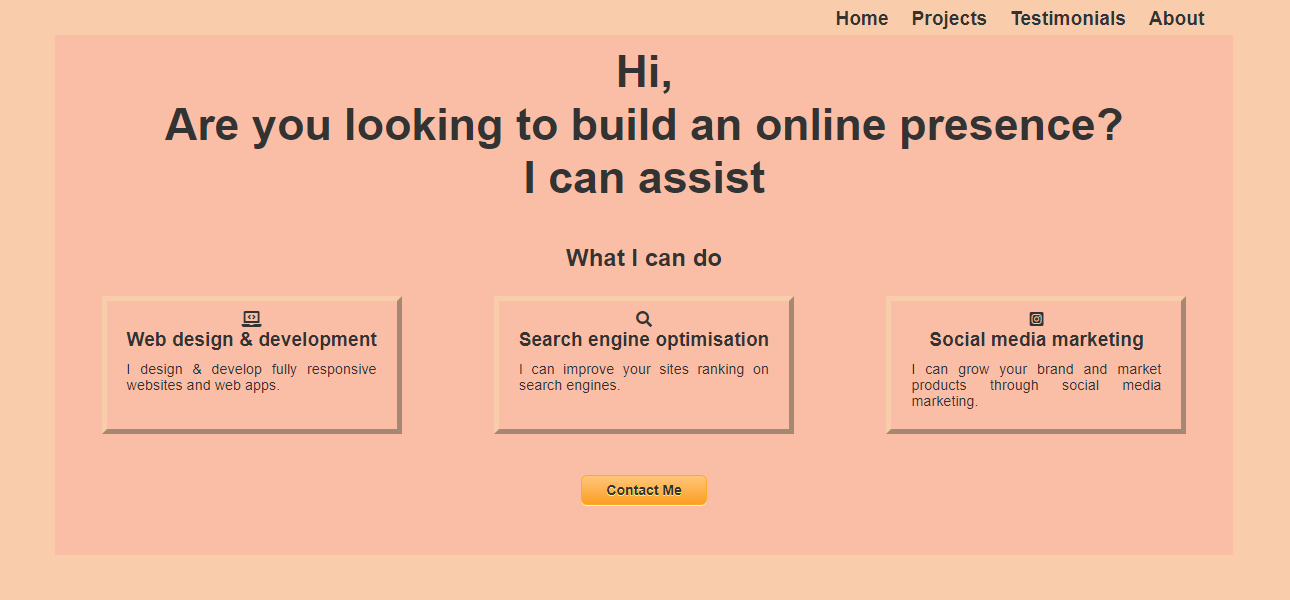 Home Projects Testimonials About
Hi,
Are you looking to build an online presence?
I can assist
What I can do
Web design & development
I design & develop fully responsive
websites and web apps.
Search engine optimisation
I can improve your sites ranking on
search engines.
Social media marketing
I can grow your brand and market
products through social media
marketing.
Contact Me